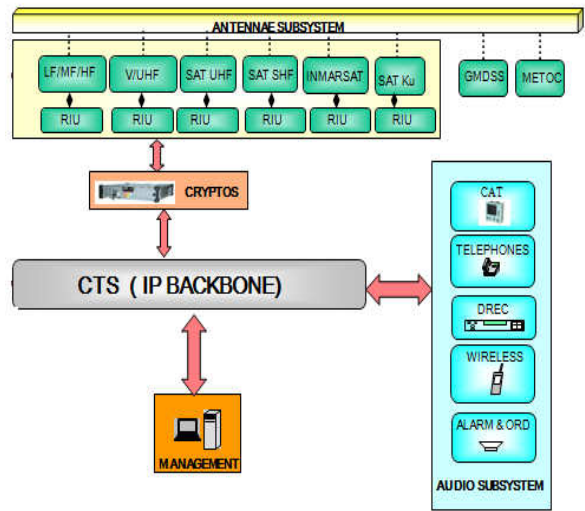 ANTENNAE SUBSYSTEM
LF/MF/HF V/UHF SAT UHF SAT SHF INMARSAT SAT Ku GMDSS METOC
RIU RIU RIU RIU RIU RIU
CRYPTOS
CAT
TELEPHONES
CTS ( IP BACKBONE)
DREC
WIRELESS
ALARM & ORD
MANAGEMENT
AUDIO SUBSYSTEM